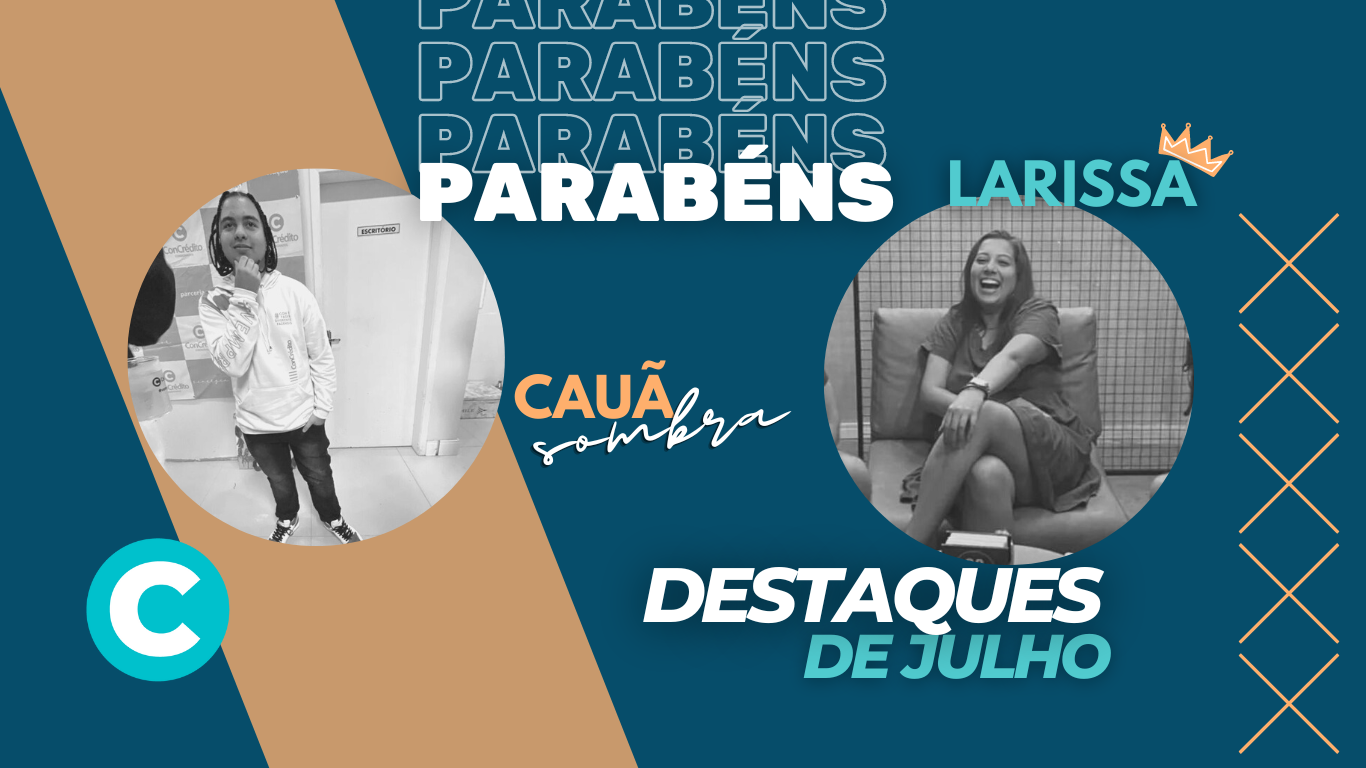 PARABÉNS
PARABÉNS
PARABÉNS
PARABÉNS
LARISSA
ESCRITÓRIO
ConCrédito
ConCrédito
parceria
CAUÃ
sombra
DESTAQUES
DE JULHO
C